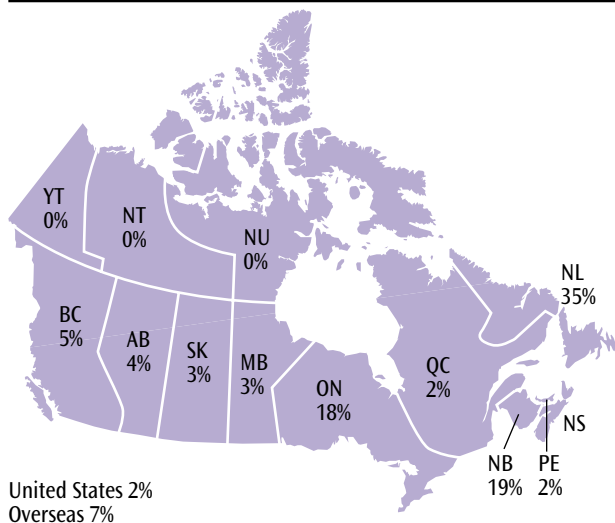 YT
0%
NT
0%
NU
0%
NL
35%
BC
5%
AB
4%
SK
3%
MB
3%
ON
18%
QC
2%
NS
NB
19%
PE
2%
United States 2%
Overseas 7%